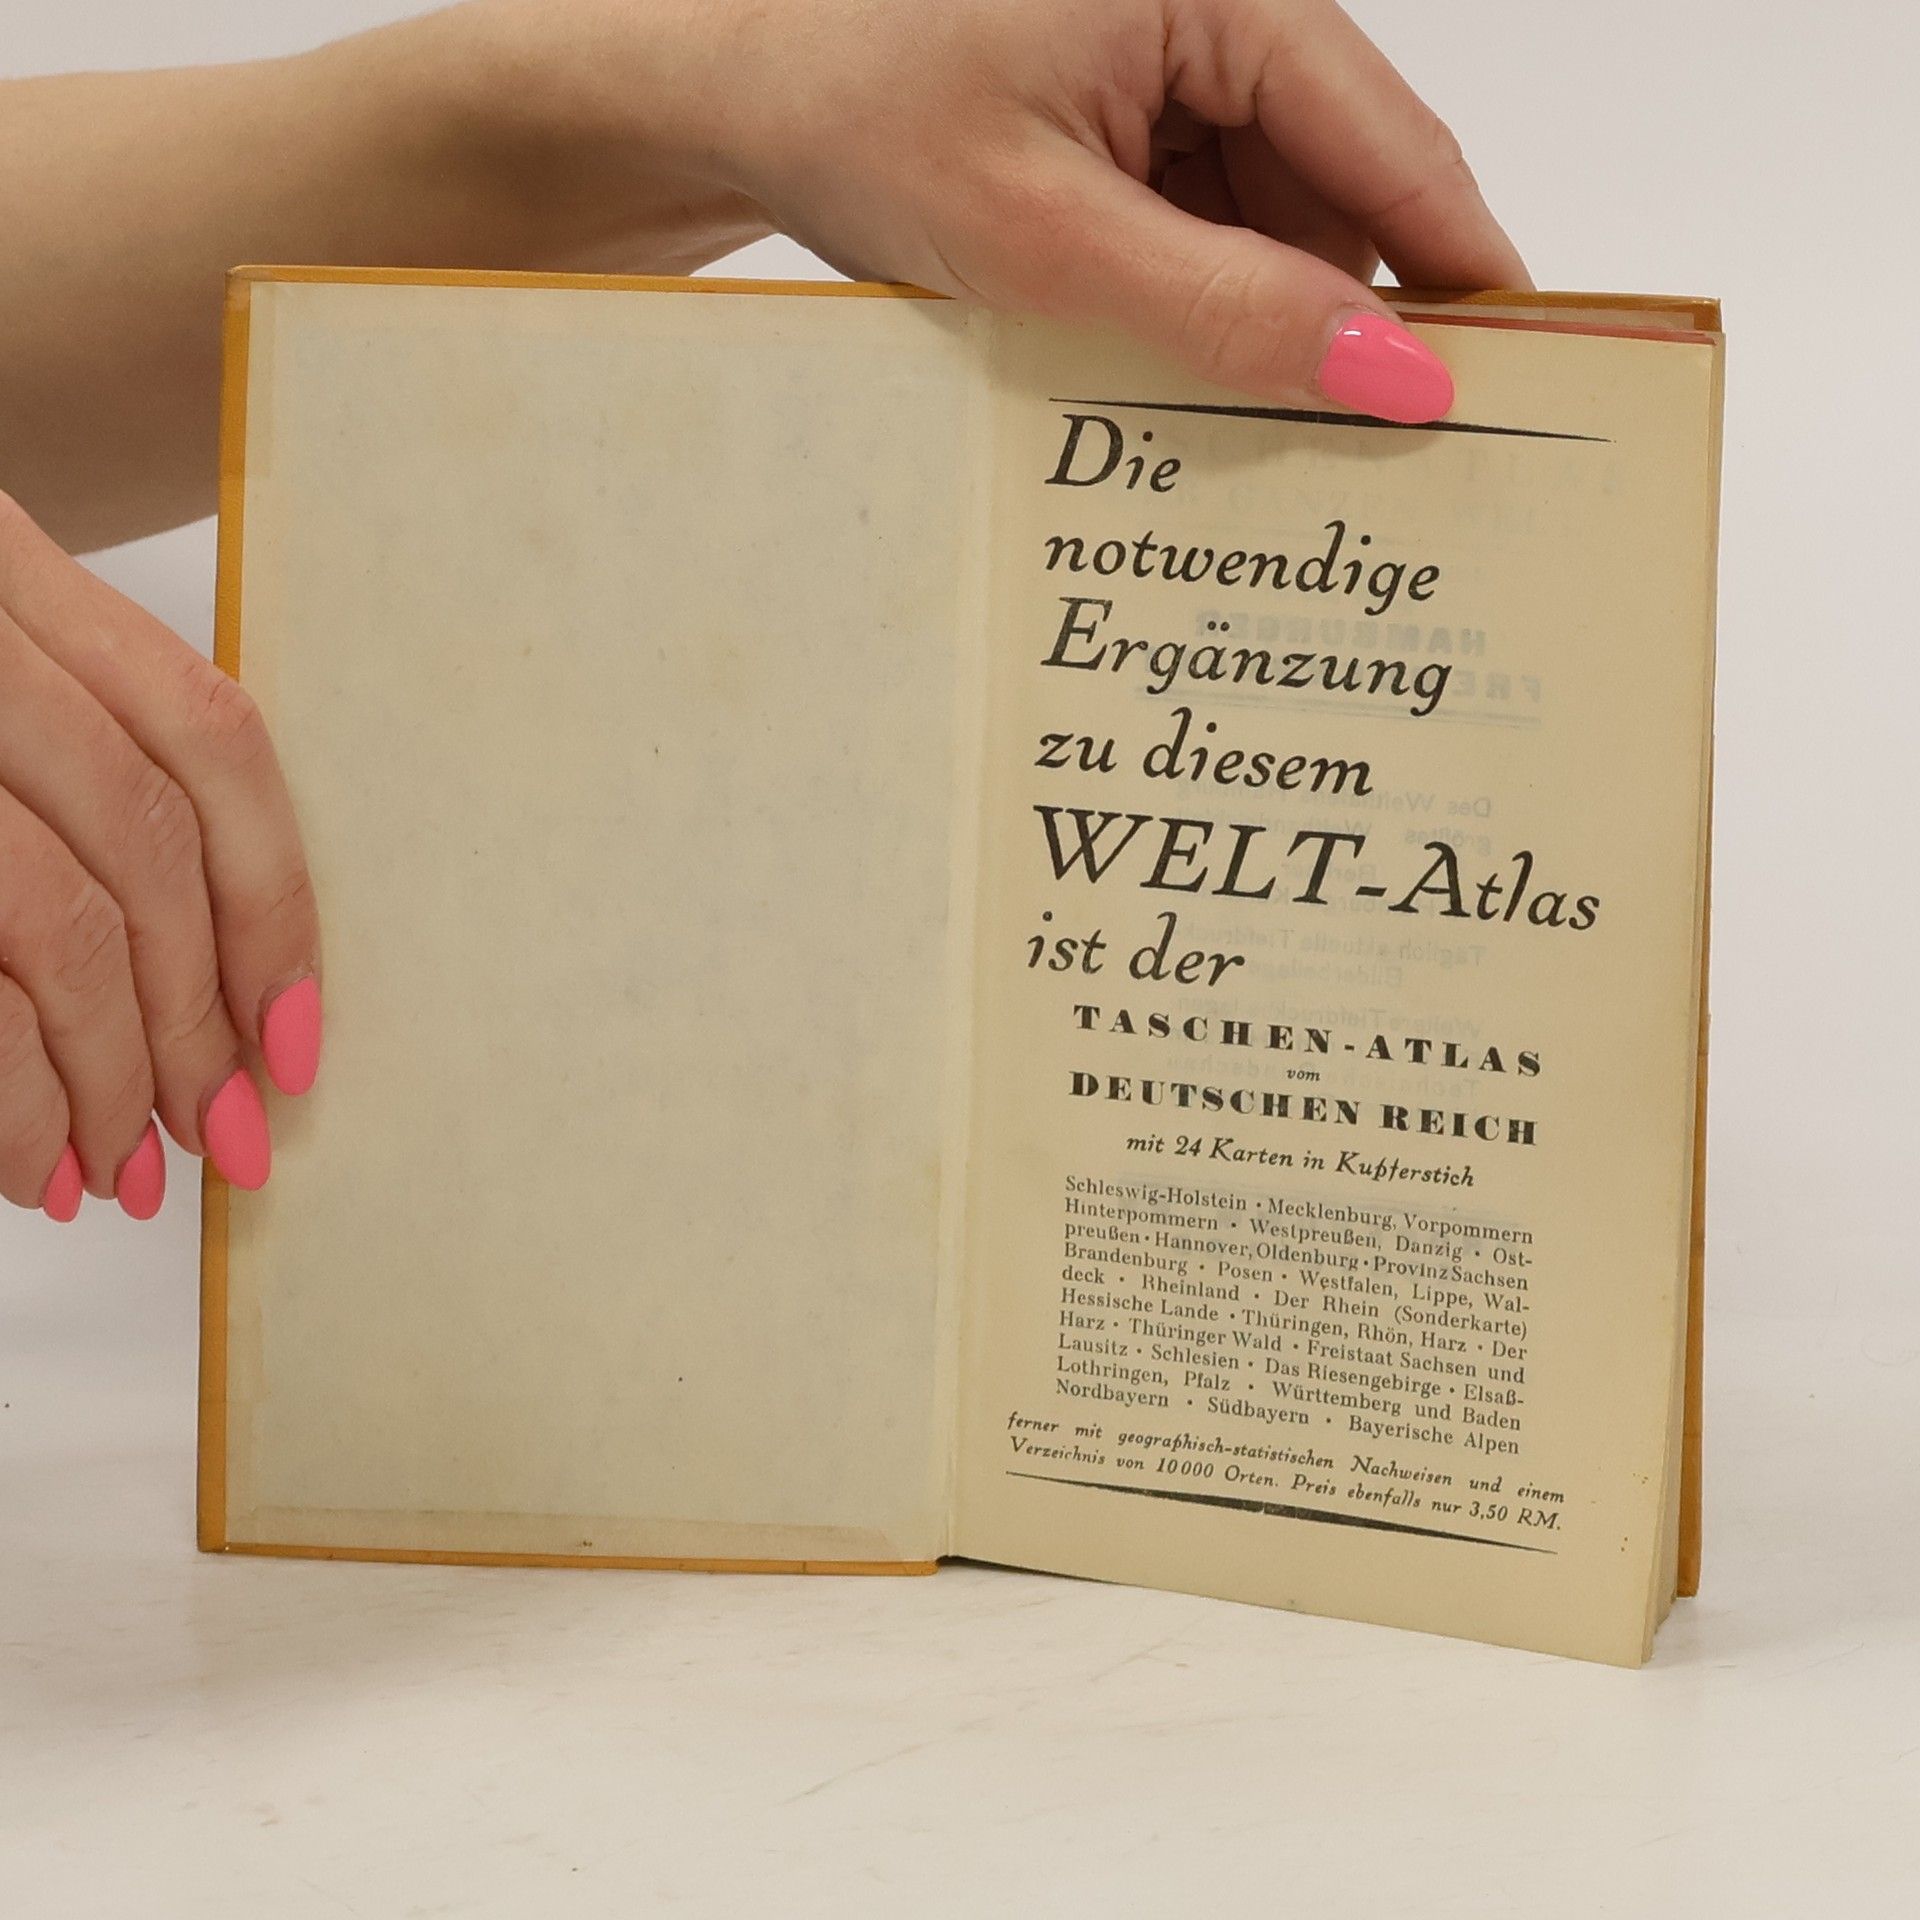 Die
notwendige
Ergänzung
zu diesem
WELT-Atlas
ist der
TASCHEN-ATLAS
vom
DEUTSCHEN REICH
mit 24 Karten in Kupferstich
Schleswig-Holstein • Mecklenburg, Vorpommern
Hinterpommern • Westpreußen, Danzig • Ost-
preußen • Hannover, Oldenburg • Provinz Sachsen
Brandenburg • Posen • Westfalen, Lippe, Wal-
deck • Rheinland • Der Rhein (Sonderkarte)
Hessische Lande • Thüringen, Rhön, Harz • Der
Harz • Thüringer Wald • Freistaat Sachsen und
Lausitz • Schlesien • Das Riesengebirge • Elsaß-
Lothringen, Pfalz • Württemberg und Baden
Nordbayern • Südbayern • Bayerische Alpen
ferner mit geographisch-statistischen Nachweisen und einem
Verzeichnis von 10000 Orten. Preis ebenfalls nur 3,50 RM.